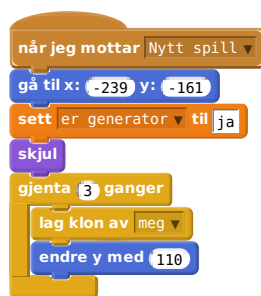 når jeg mottar Nytt spill
gå til x: -239 y: -161
sett er generator til ja
skjul
gjenta 3 ganger
lag klon av meg
endre y med 110